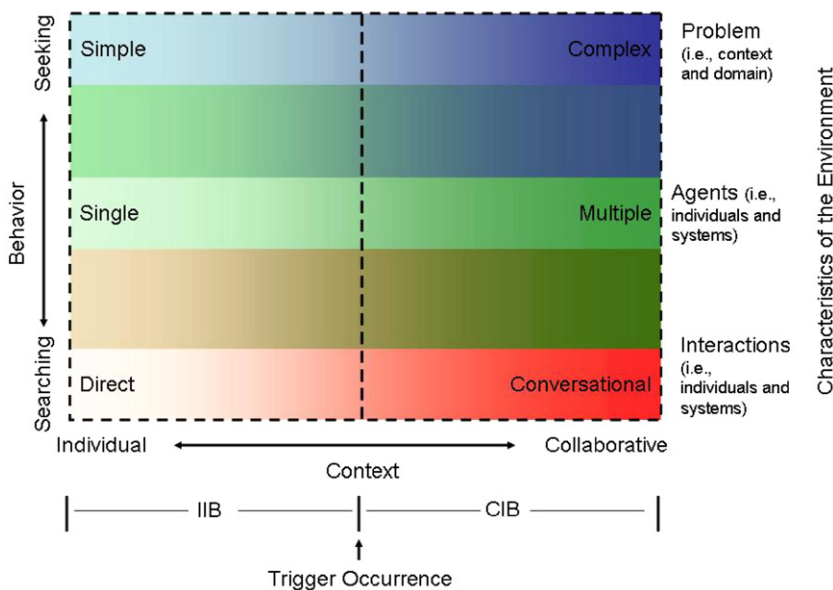 Seeking
Behavior
Searching
Simple
Complex
Single
Multiple
Direct
Conversational
Problem
(i.e., context
and domain)
Agents (i.e.,
individuals and
systems)
Interactions
(i.e.,
individuals and
systems)
Characteristics of the Environment
Individual
Collaborative
Context
IIB
CIB
Trigger Occurrence